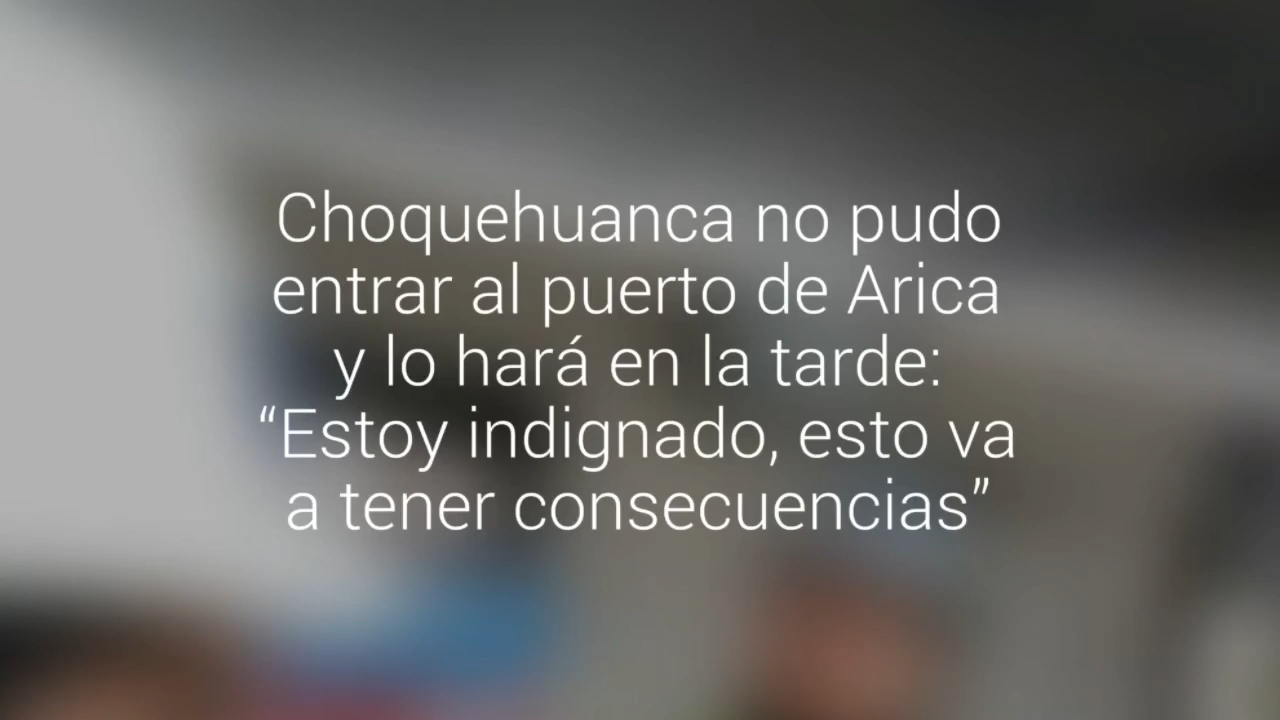 Choquehuanca no pudo
entrar al puerto de Arica
y lo hará en la tarde:
“Estoy indignado, esto va
a tener consecuencias”